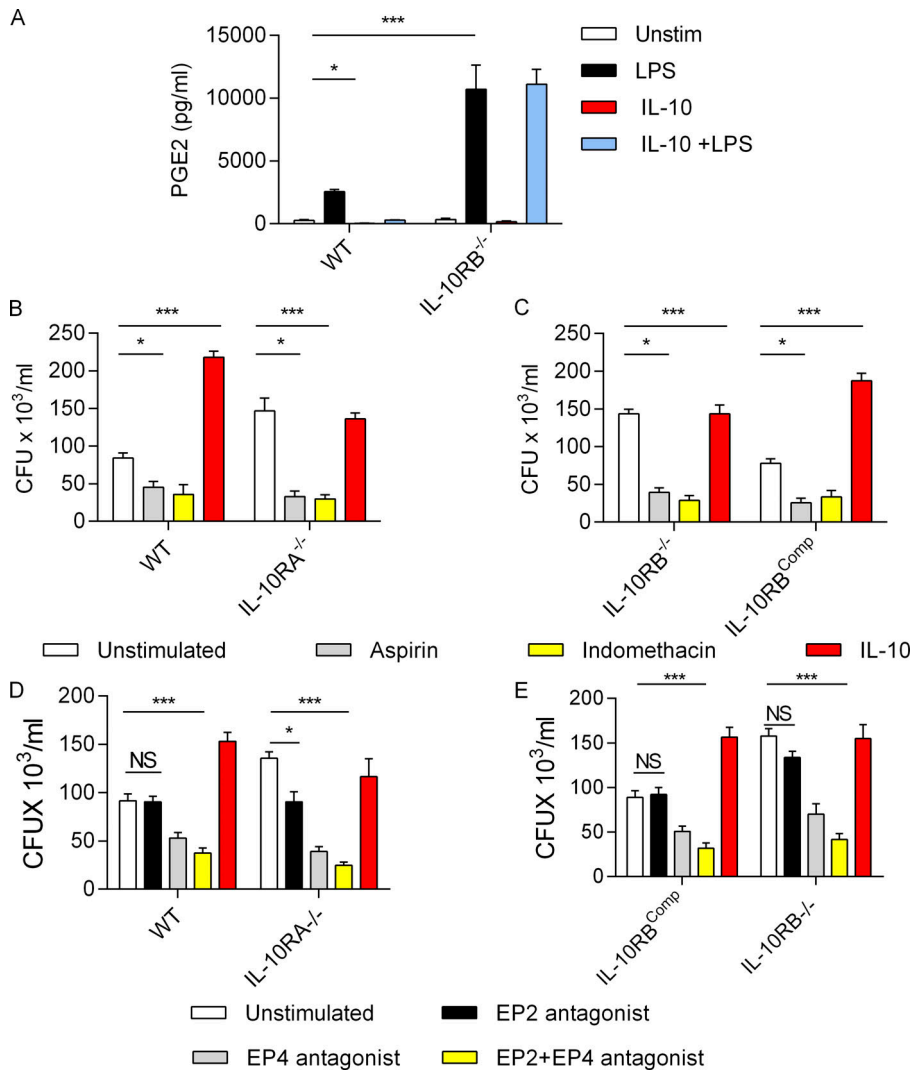 A
***
*
15000
10000
5000
0
PGE2 (pg/ml)
WT
IL-10RB-/-
Unstim
LPS
IL-10
IL-10 +LPS
B
***
***
*
*
250
200
150
100
50
0
CFU x 10³/ml
WT
IL-10RA-/-
C
***
***
*
*
250
200
150
100
50
0
CFU x 10³/ml
IL-10RB-/-
IL-10RBComp
Unstimulated
Aspirin
Indomethacin
IL-10
D
***
***
NS
*
200
150
100
50
0
CFUX 10³/ml
WT
IL-10RA-/-
E
***
***
NS
NS
200
150
100
50
0
CFUX 10³/ml
IL-10RBComp
IL-10RB-/-
Unstimulated
EP2 antagonist
EP4 antagonist
EP2+EP4 antagonist